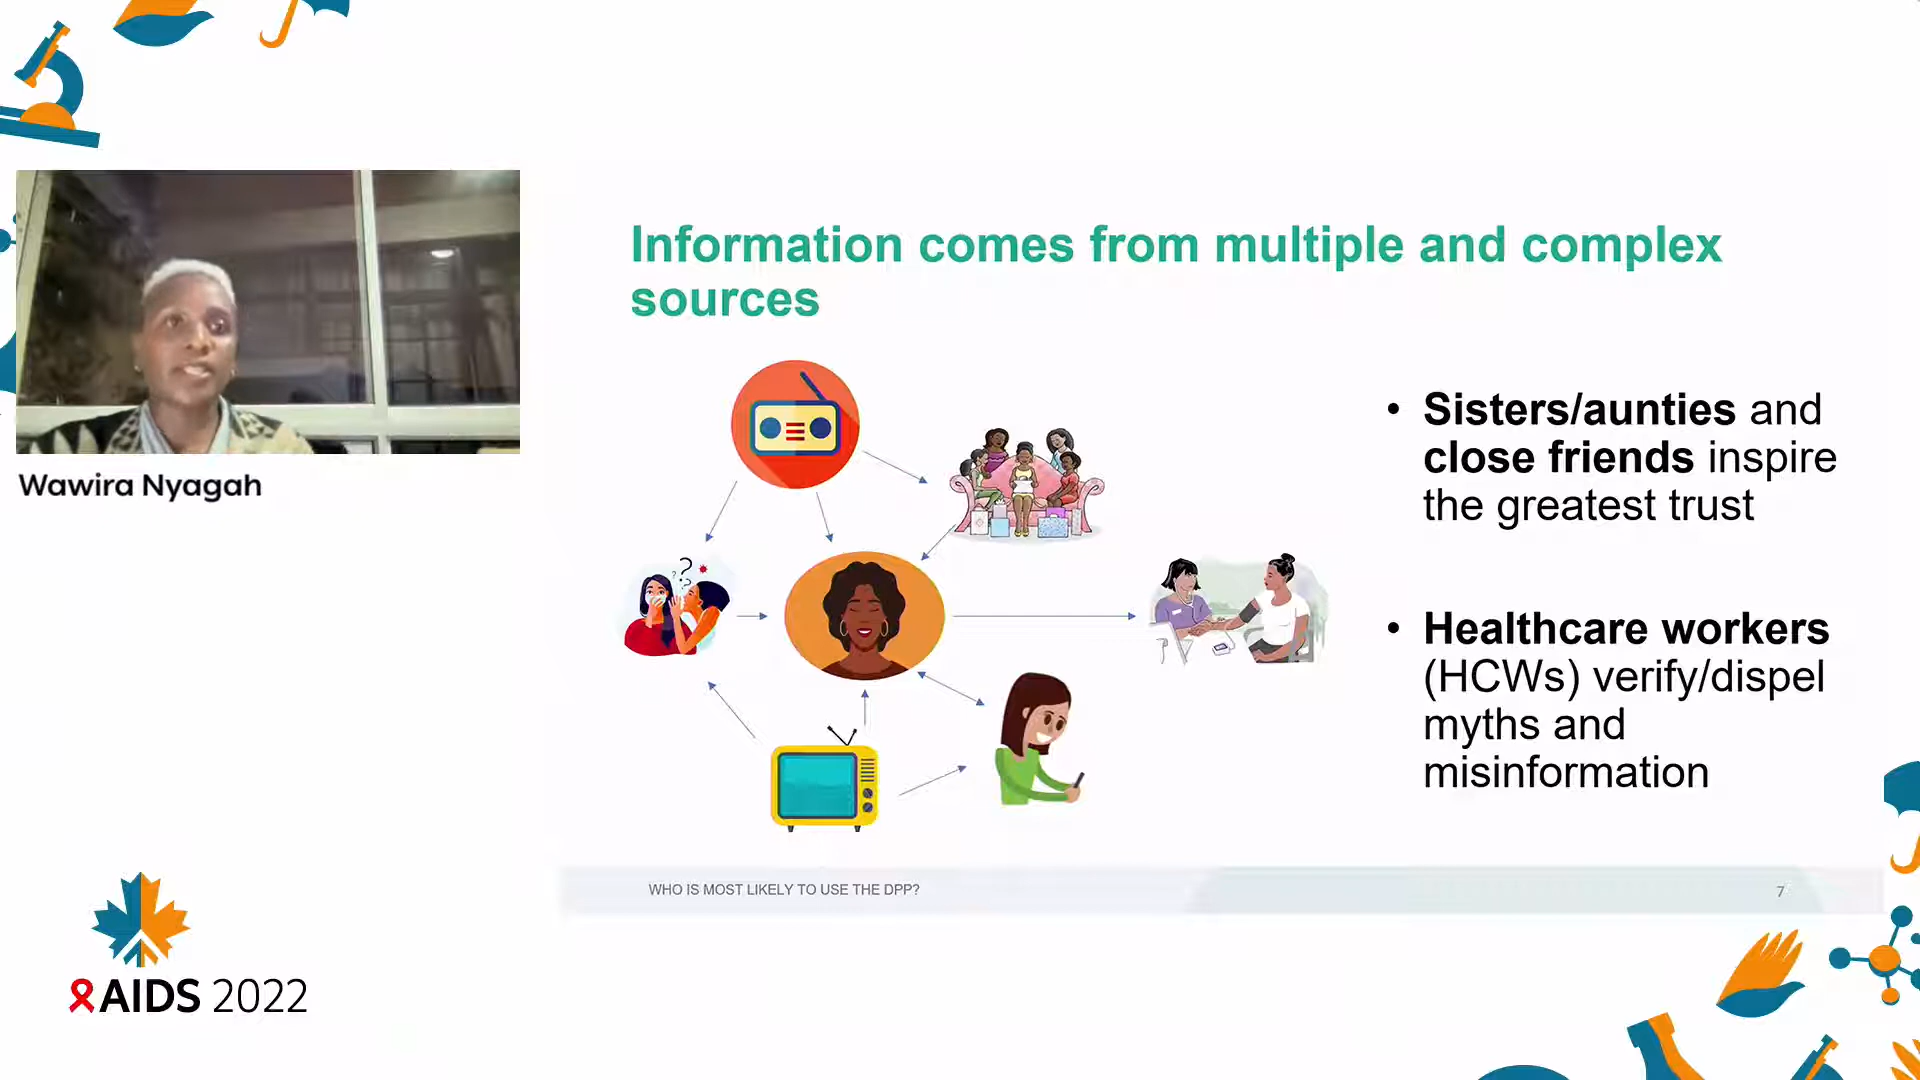 Information comes from multiple and complex
sources
Wawira Nyagah
• Sisters/aunties and
close friends inspire
the greatest trust
• Healthcare workers
(HCWs) verify/dispel
myths and
misinformation
? ? ?
WHO IS MOST LIKELY TO USE THE DPP?
7
AIDS 2022